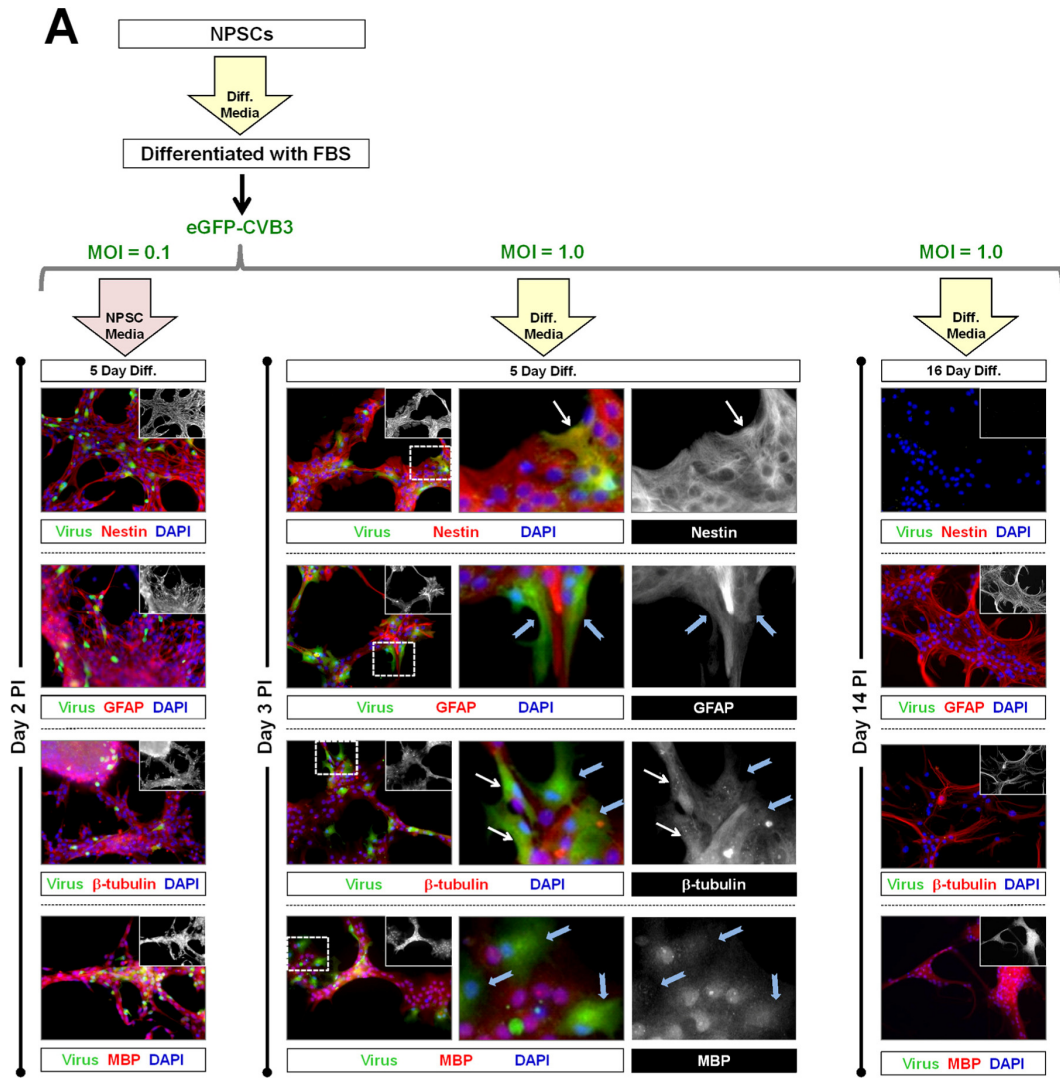 A
NPSCs
Diff.
Media
Differentiated with FBS
eGFP-CVB3
MOI = 0.1
MOI = 1.0
MOI = 1.0
NPSC
Media
Diff.
Media
Diff.
Media
5 Day Diff.
5 Day Diff.
16 Day Diff.
Day 2 PI
Day 3 PI
Day 14 PI
Virus Nestin DAPI
Virus Nestin DAPI
Nestin
Virus Nestin DAPI
Virus GFAP DAPI
Virus GFAP DAPI
GFAP
Virus GFAP DAPI
Virus β-tubulin DAPI
Virus β-tubulin DAPI
β-tubulin
Virus β-tubulin DAPI
Virus MBP DAPI
Virus MBP DAPI
MBP
Virus MBP DAPI